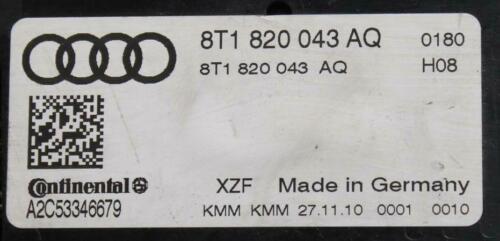 8T1 820 043 AQ 0180
8T1 820 043 AQ H08
Continental
A2C53346679
XZF Made in Germany
KMM KMM 27.11.10 0001 0010